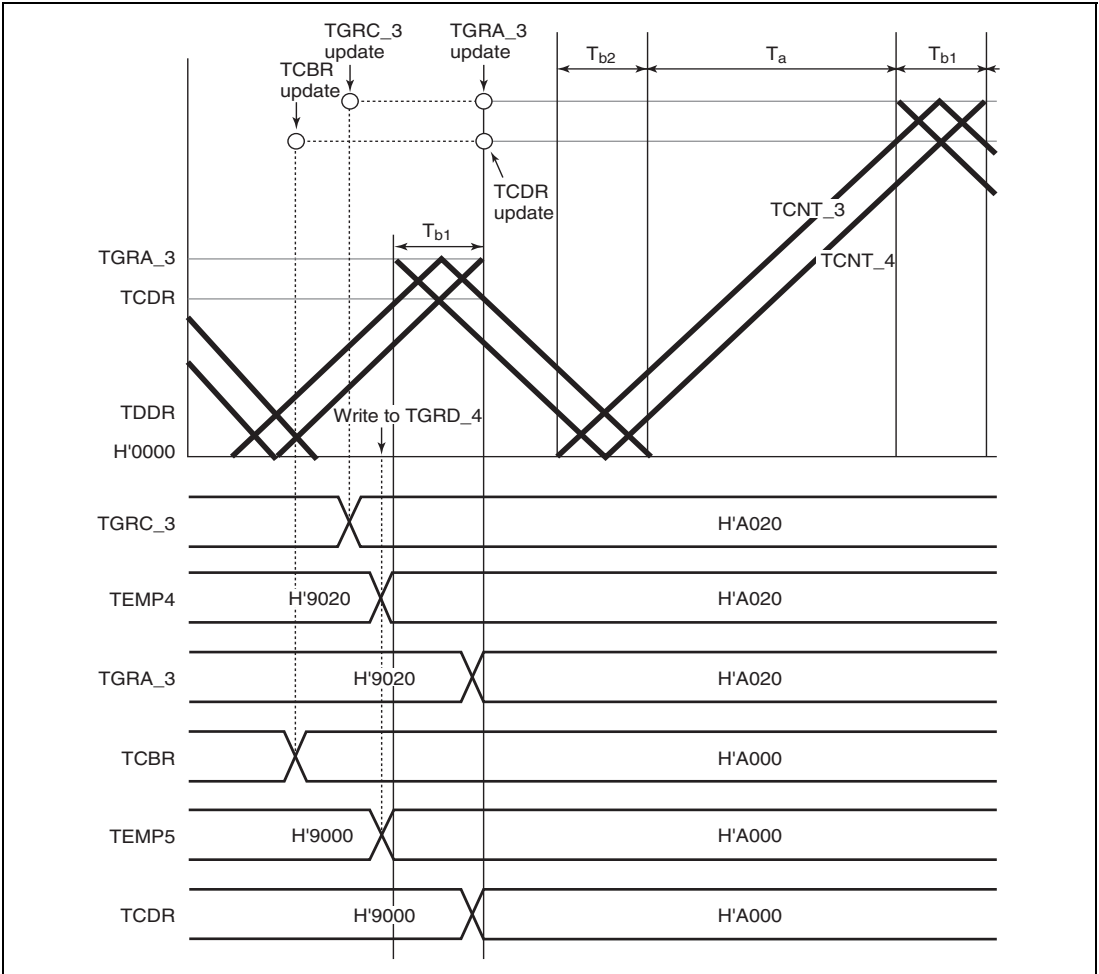 TGRC_3
update
TGRA_3
update
TCBR
update
Tb2
Ta
Tb1
TCDR
update
Tb1
TCNT_3
TCNT_4
TGRA_3
TCDR
TDDR
H'0000
Write to TGRD_4
TGRC_3
H'A020
TEMP4
H'9020
H'A020
TGRA_3
H'9020
H'A020
TCBR
H'A000
TEMP5
H'9000
H'A000
TCDR
H'9000
H'A000